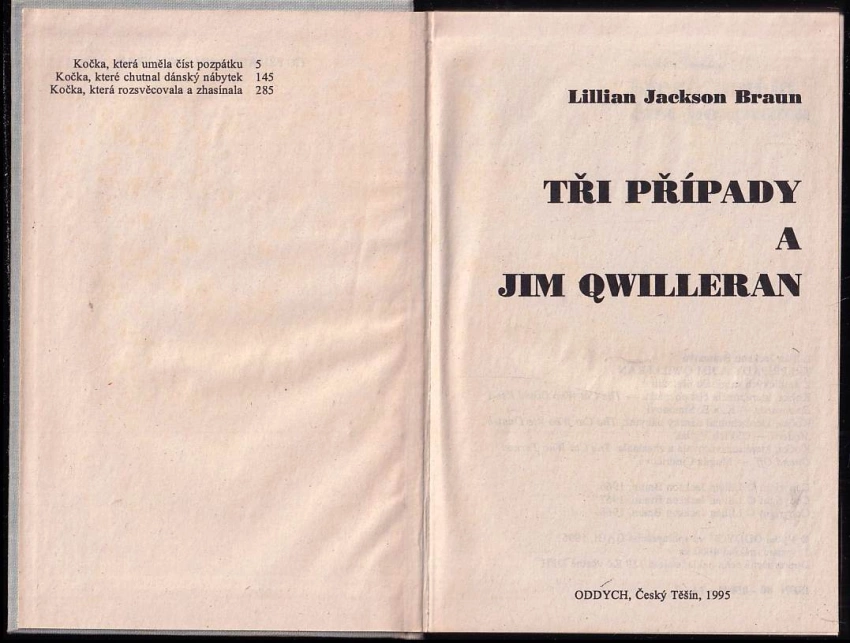 Kočka, která uměla číst pozpátku 5
Kočka, které chutnal dánský nábytek 145
Kočka, která rozsvěcovala a zhasínala 285
Lillian Jackson Braun
TŘI PŘÍPADY
A
JIM QWILLERAN
ODDYCH, Český Těšín, 1995